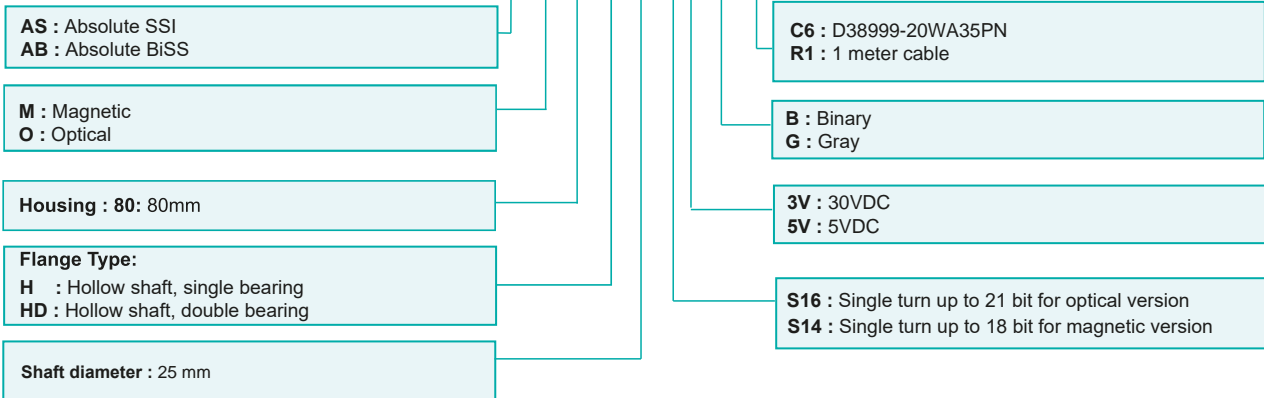 AS : Absolute SSI
AB : Absolute BiSS
M : Magnetic
O : Optical
Housing : 80: 80mm
Flange Type:
H : Hollow shaft, single bearing
HD : Hollow shaft, double bearing
Shaft diameter : 25 mm
C6 : D38999-20WA35PN
R1 : 1 meter cable
B : Binary
G : Gray
3V : 30VDC
5V : 5VDC
S16 : Single turn up to 21 bit for optical version
S14 : Single turn up to 18 bit for magnetic version